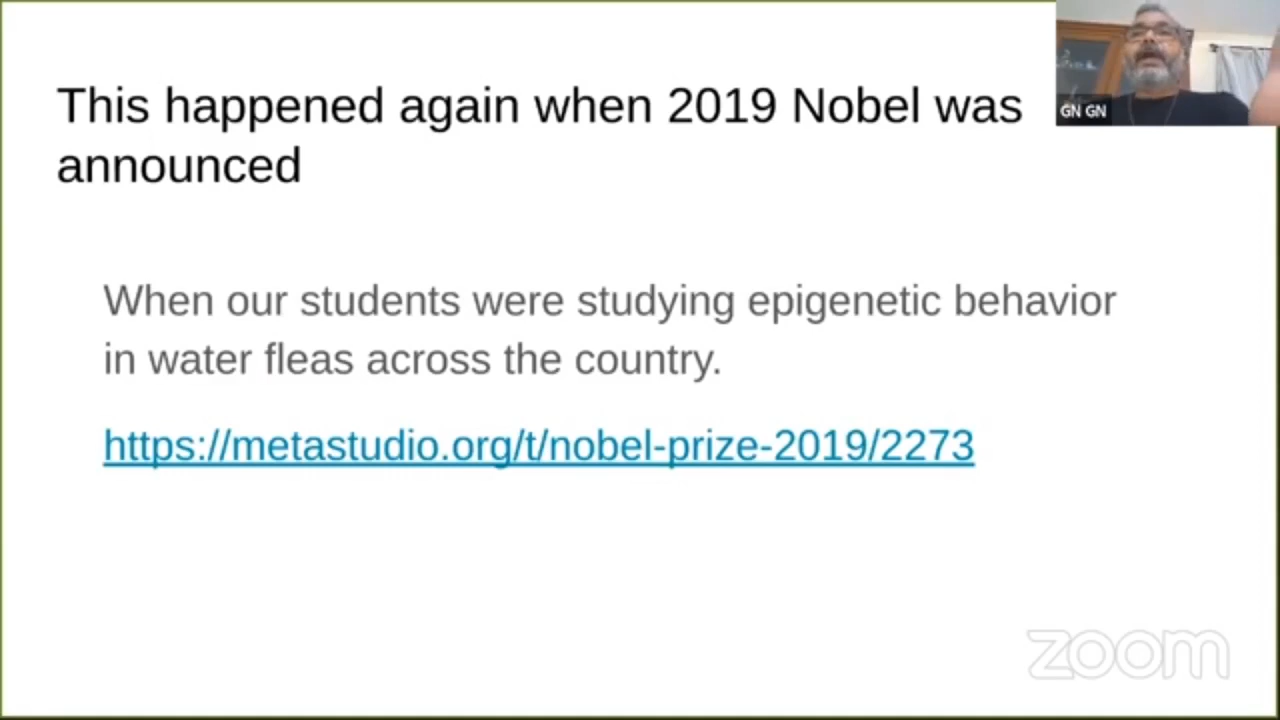 This happened again when 2019 Nobel was
announced
GN GN
When our students were studying epigenetic behavior
in water fleas across the country.
https://metastudio.org/t/nobel-prize-2019/2273
zoom